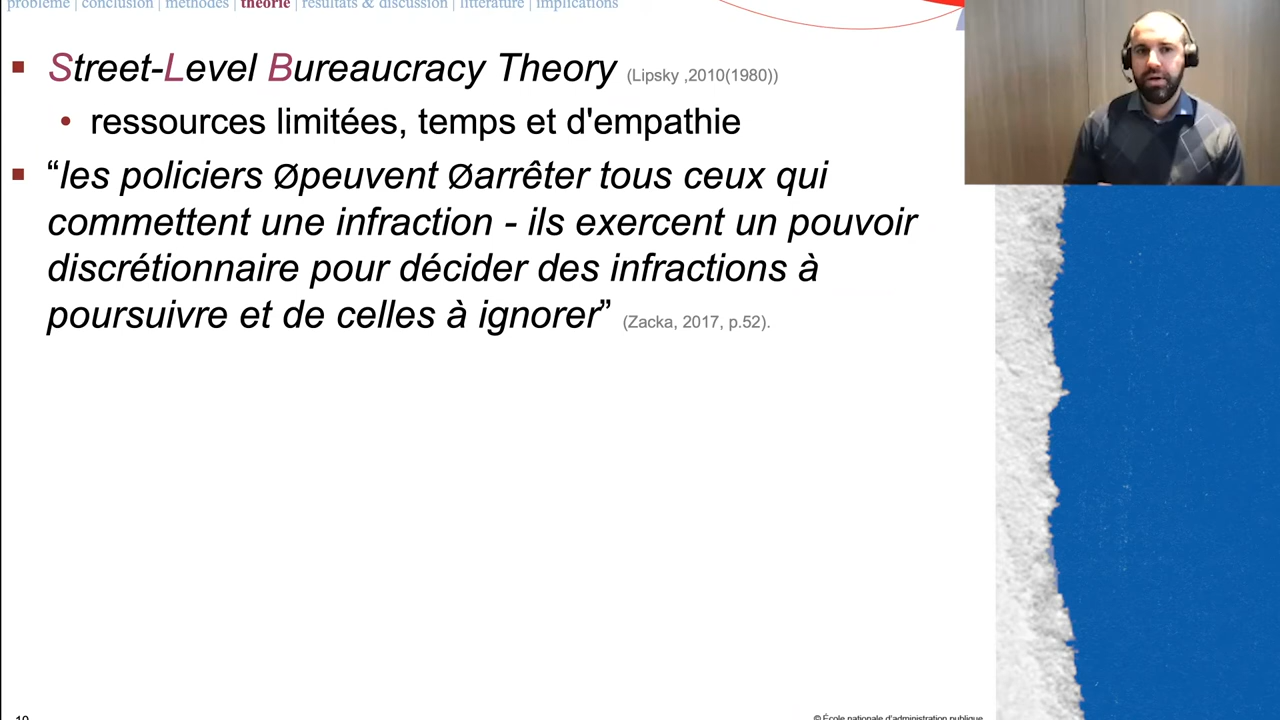 problème | conclusion | méthodes | théorie | résultats & discussion | littérature | implications
Street-Level Bureaucracy Theory (Lipsky ,2010(1980))
ressources limitées, temps et d'empathie
“les policiers Øpeuvent Øarrêter tous ceux qui
commettent une infraction - ils exercent un pouvoir
discrétionnaire pour décider des infractions à
poursuivre et de celles à ignorer” (Zacka, 2017, p.52).
© École nationale d'administration publique